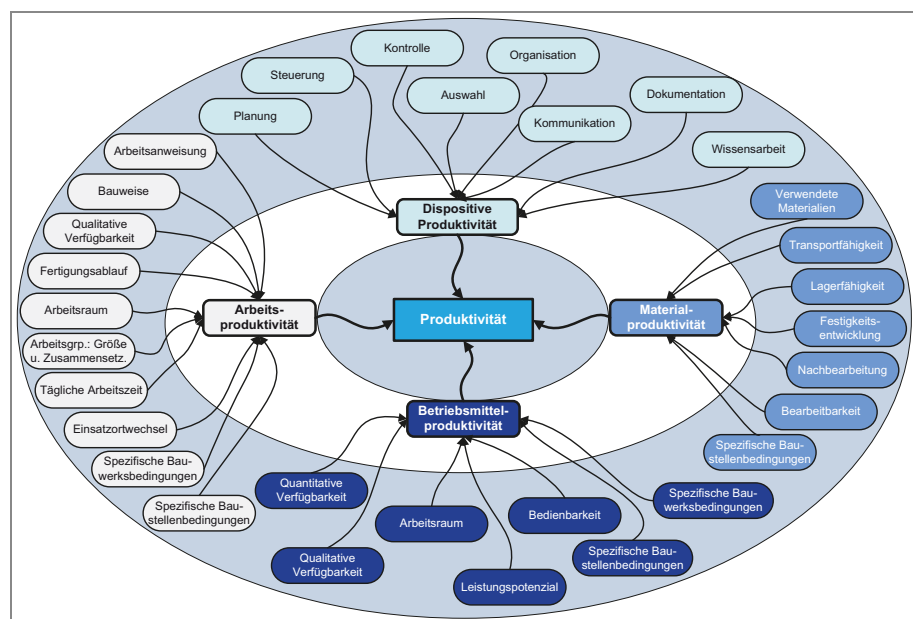 Kontrolle
Organisation
Steuerung
Auswahl
Dokumentation
Planung
Kommunikation
Wissensarbeit
Arbeitsanweisung
Bauweise
Qualitative
Verfügbarkeit
Fertigungsablauf
Arbeitsraum
Arbeitsgrp.: Größe
u. Zusammensetz.
Tägliche Arbeitszeit
Einsatzortwechsel
Spezifische Bau-
werksbedingungen
Spezifische Bau-
stellenbedingungen
Dispositive
Produktivität
Arbeits-
produktivität
Produktivität
Material-
produktivität
Betriebsmittel-
produktivität
Verwendete
Materialien
Transportfähigkeit
Lagerfähigkeit
Festigkeits-
entwicklung
Nachbearbeitung
Bearbeitbarkeit
Spezifische Bau-
stellenbedingungen
Quantitative
Verfügbarkeit
Qualitative
Verfügbarkeit
Arbeitsraum
Leistungspotenzial
Bedienbarkeit
Spezifische Bau-
stellenbedingungen
Spezifische Bau-
werksbedingungen